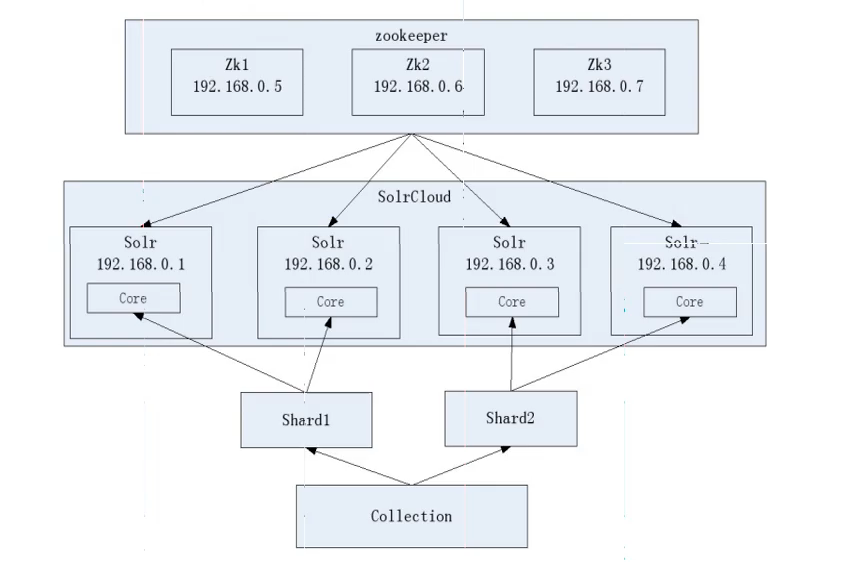 zookeeper
Zk1
192.168.0.5
Zk2
192.168.0.6
Zk3
192.168.0.7
SolrCloud
Solr
192.168.0.1
Core
Solr
192.168.0.2
Core
Solr
192.168.0.3
Core
Solr
192.168.0.4
Core
Shard1
Shard2
Collection